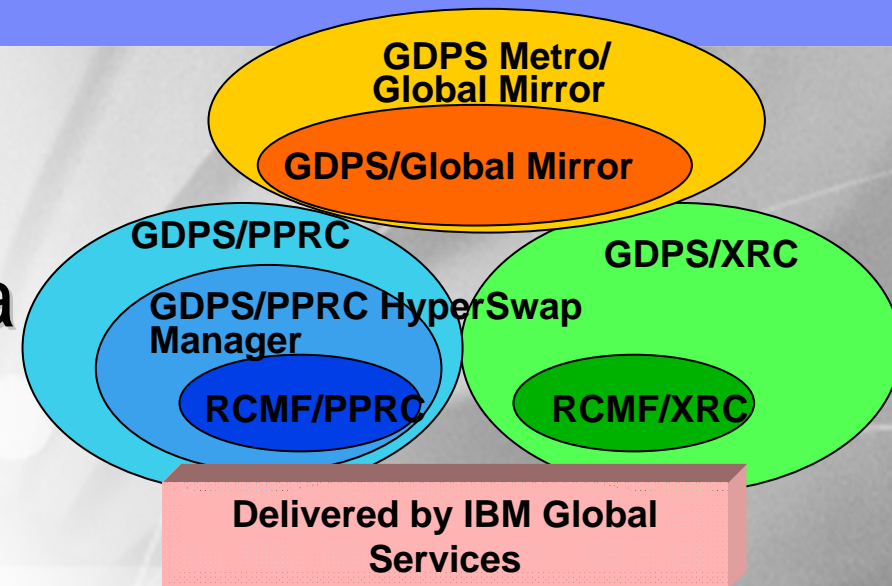 GDPS Metro/
Global Mirror
GDPS/Global Mirror
GDPS/PPRC
GDPS/XRC
a
GDPS/PPRC HyperSwap
Manager
RCMF/PPRC
RCMF/XRC
Delivered by IBM Global
Services